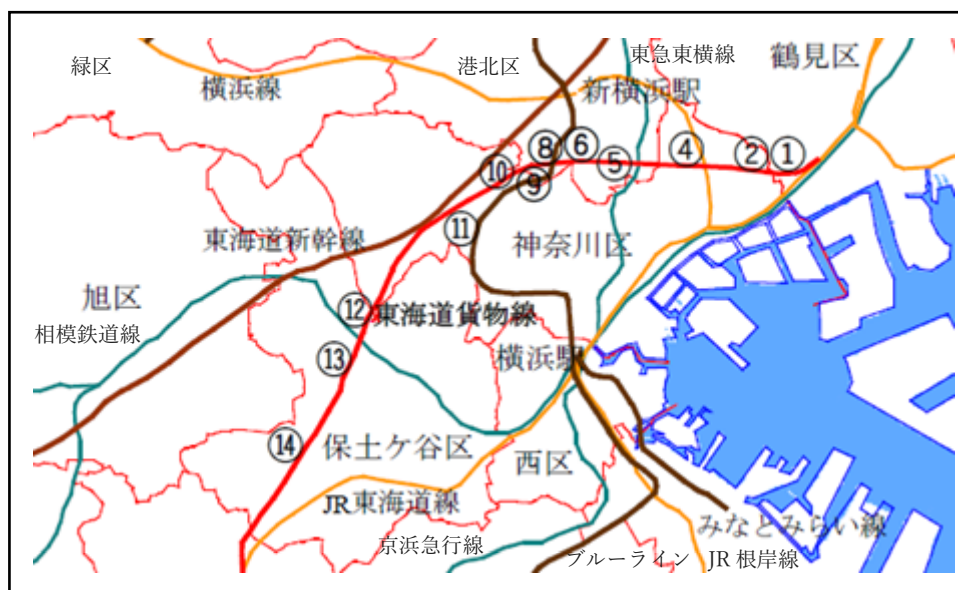 東急東横線
緑区
港北区
鶴見区
横浜線
新横浜駅
⑧
⑥
⑤
④
②
①
⑩
⑨
⑪
東海道新幹線
神奈川区
旭区
⑫
東海道貨物線
相模鉄道線
⑬
横浜駅
⑭
保土ケ谷区
西区
JR東海道線
みなとみらい線
京浜急行線
ブルーライン
JR 根岸線